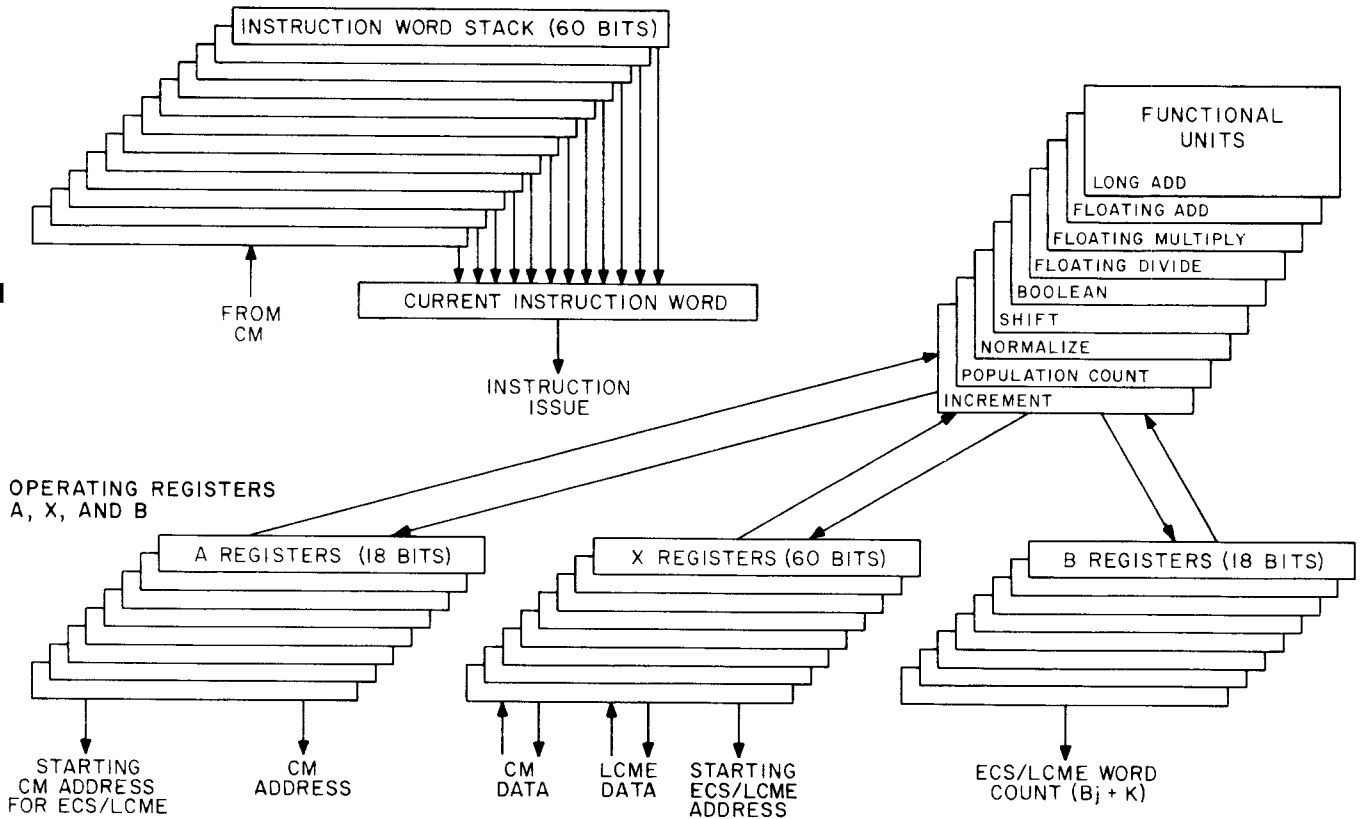 INSTRUCTION WORD STACK (60 BITS)
FROM
CM
CURRENT INSTRUCTION WORD
INSTRUCTION
ISSUE
FUNCTIONAL
UNITS
LONG ADD
FLOATING ADD
FLOATING MULTIPLY
FLOATING DIVIDE
BOOLEAN
SHIFT
NORMALIZE
POPULATION COUNT
INCREMENT
OPERATING REGISTERS
A, X, AND B
A REGISTERS (18 BITS)
X REGISTERS (60 BITS)
B REGISTERS (18 BITS)
STARTING
CM ADDRESS
FOR ECS/LCME
CM
ADDRESS
CM
DATA
LCME
DATA
STARTING
ECS/LCME
ADDRESS
ECS/LCME WORD
COUNT (Bj + K)